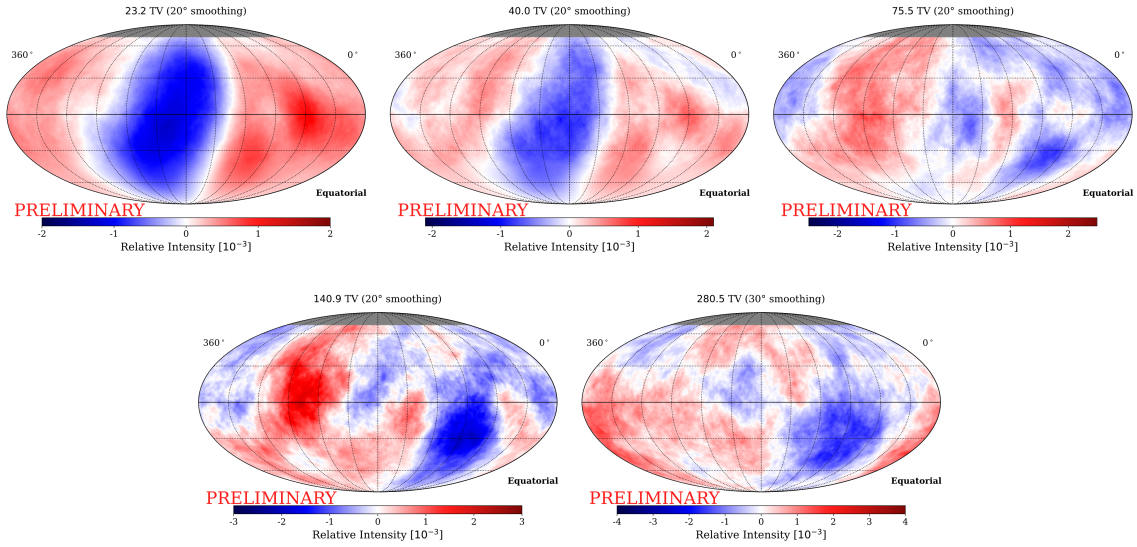 23.2 TV (20° smoothing)
360°
0°
Equatorial
PRELIMINARY
-2 -1 0 1 2
Relative Intensity [10⁻³]
40.0 TV (20° smoothing)
360°
0°
Equatorial
PRELIMINARY
-2 -1 0 1 2
Relative Intensity [10⁻³]
75.5 TV (20° smoothing)
360°
0°
Equatorial
PRELIMINARY
-2 -1 0 1 2
Relative Intensity [10⁻³]
140.9 TV (20° smoothing)
360°
0°
Equatorial
PRELIMINARY
-3 -2 -1 0 1 2 3
Relative Intensity [10⁻³]
280.5 TV (30° smoothing)
360°
0°
Equatorial
PRELIMINARY
-4 -3 -2 -1 0 1 2 3 4
Relative Intensity [10⁻³]